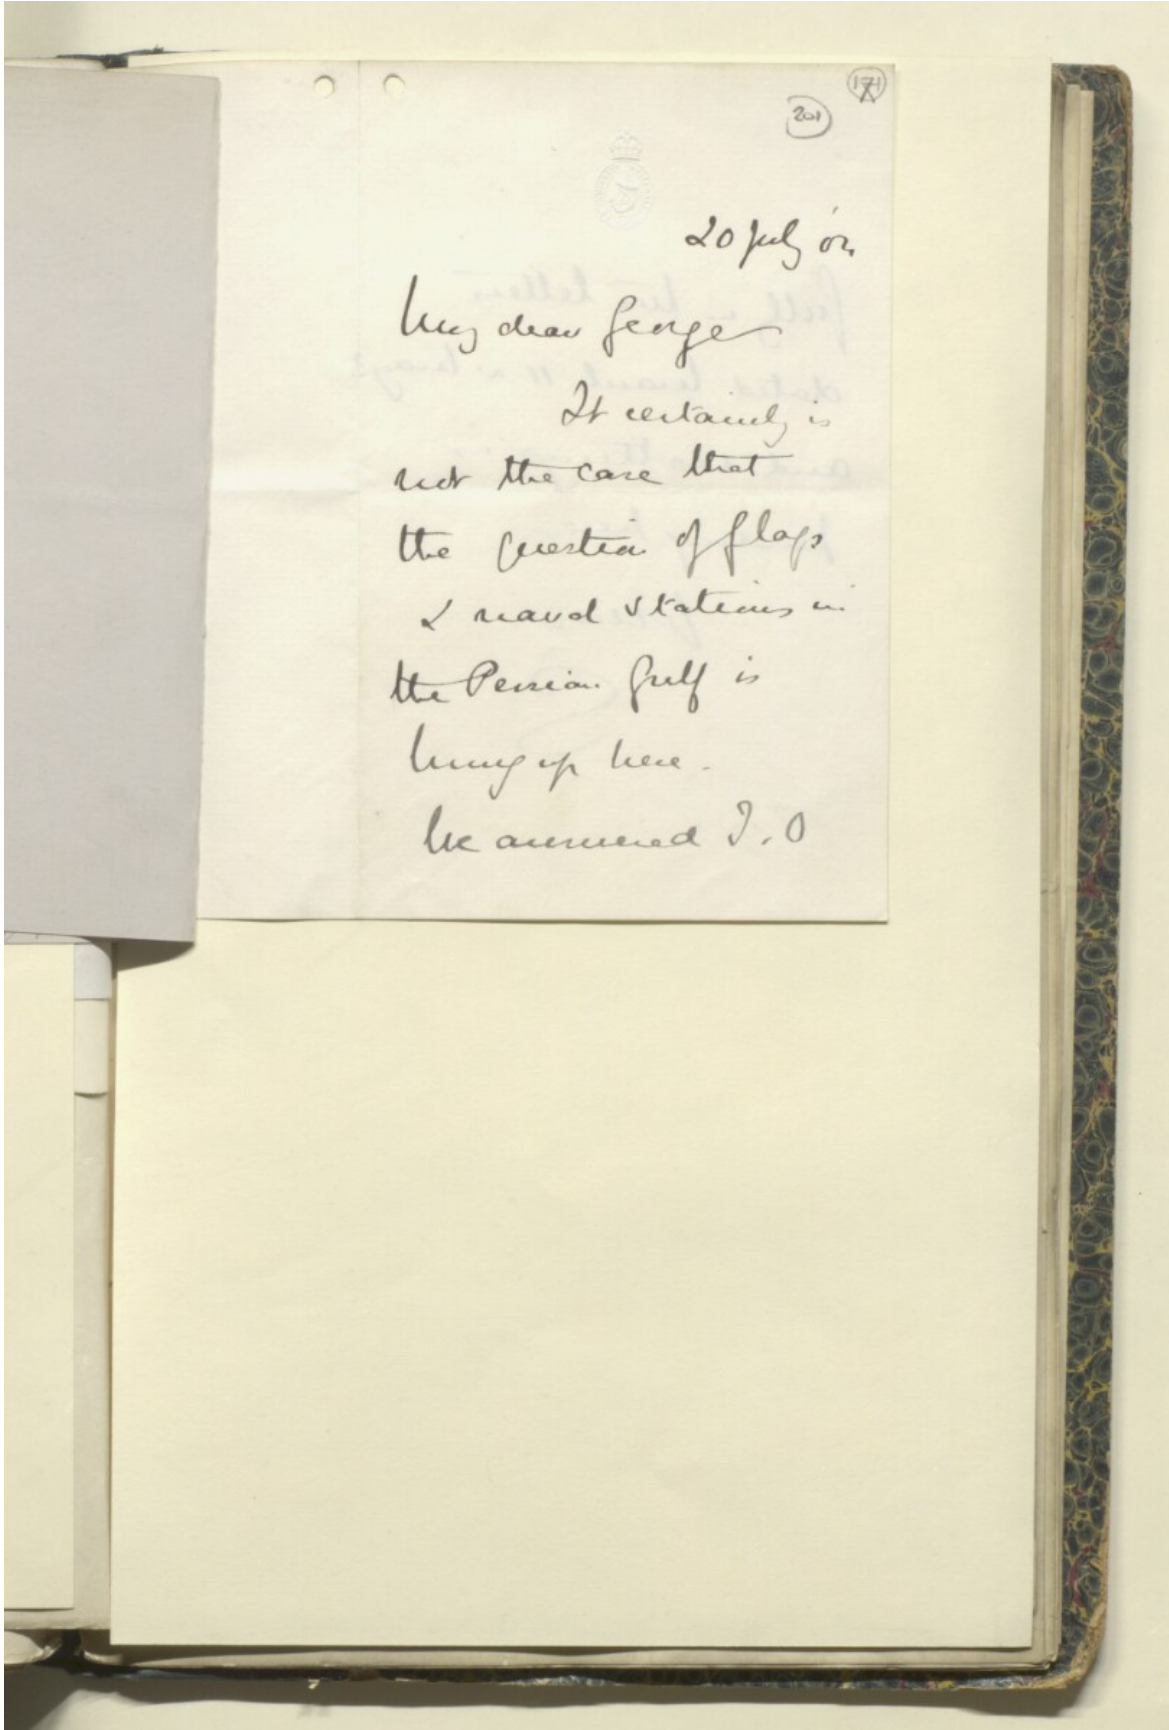 171
201
20 July '02
My dear George
It certainly is
not the case that
the question of flags
& naval stations in
the Persian Gulf is
hung up here.
We answered I.O